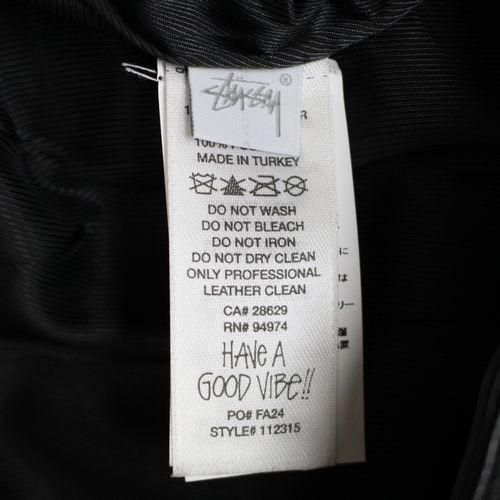 STÜSSY®
MADE IN TURKEY
DO NOT WASH
DO NOT BLEACH
DO NOT IRON
DO NOT DRY CLEAN
ONLY PROFESSIONAL
LEATHER CLEAN
CA# 28629
RN# 94974
HAVE A
GOOD VIBE!!
PO# FA24
STYLE# 112315
に
は
リー